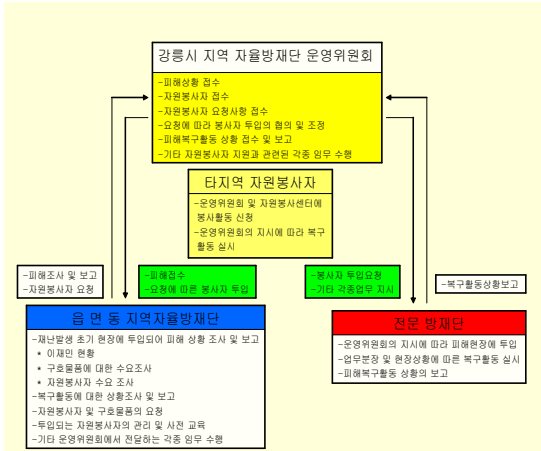 강릉시 지역 자율방재단 운영위원회
-피해상황 접수
-자원봉사자 접수
-자원봉사자 요청사항 접수
-요청에 따라 봉사자 투입의 협의 및 조정
-피해복구활동 상황 접수 및 보고
-기타 자원봉사자 지원과 관련된 각종 임무 수행
타지역 자원봉사자
-운영위원회 및 자원봉사센터에
봉사활동 신청
-운영위원회의 지시에 따라 복구
활동 실시
-피해조사 및 보고
-자원봉사자 요청
-피해접수
-요청에 따른 봉사자 투입
-봉사자 투입요청
-기타 각종업무 지시
-복구활동상황보고
읍 면 동 지역자율방재단
-재난발생 초기 현장에 투입되어 피해 상황 조사 및 보고
* 이재민 현황
* 구호물품에 대한 수요조사
* 자원봉사자 수요 조사
-복구활동에 대한 상황조사 및 보고
-자원봉사자 및 구호물품의 요청
-투입되는 자원봉사자의 관리 및 사전 교육
-기타 운영위원회에서 전달하는 각종 임무 수행
전문 방재단
-운영위원회의 지시에 따라 피해현장에 투입
-업무분장 및 현장상황에 따른 복구활동 실시
-피해복구활동 상황의 보고